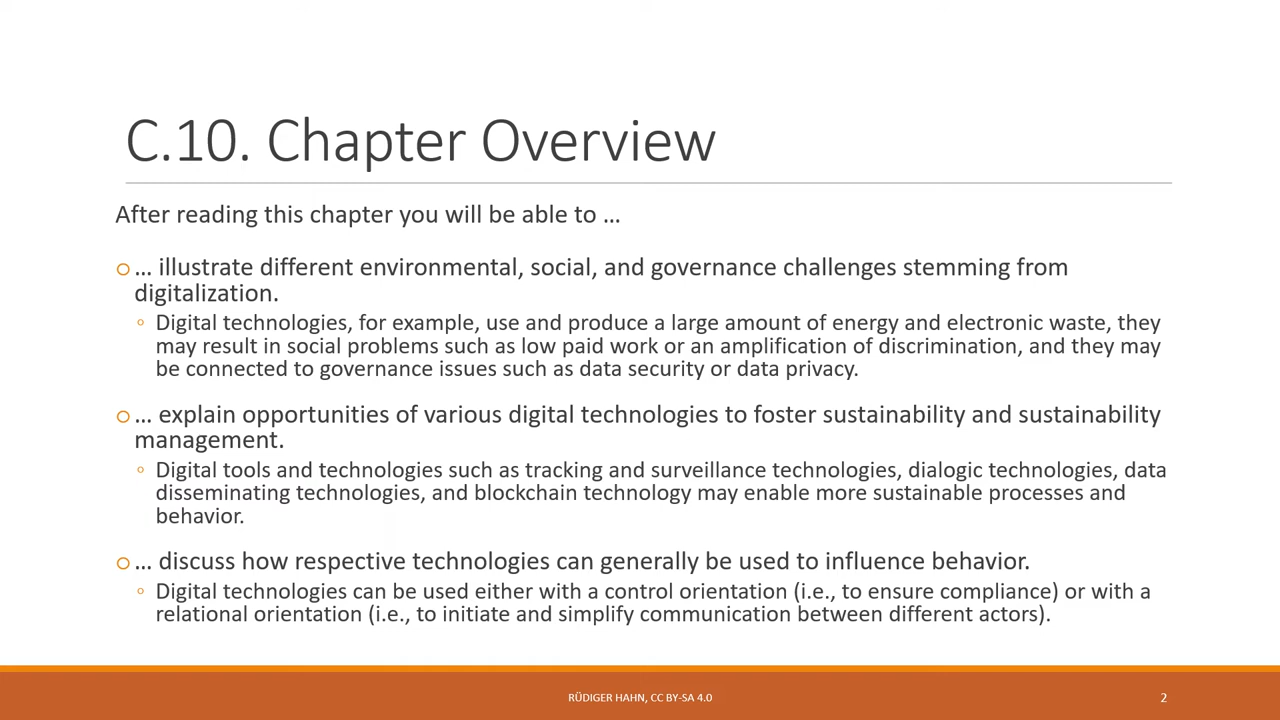 C.10. Chapter Overview
After reading this chapter you will be able to …
… illustrate different environmental, social, and governance challenges stemming from
digitalization.
Digital technologies, for example, use and produce a large amount of energy and electronic waste, they
may result in social problems such as low paid work or an amplification of discrimination, and they may
be connected to governance issues such as data security or data privacy.
… explain opportunities of various digital technologies to foster sustainability and sustainability
management.
Digital tools and technologies such as tracking and surveillance technologies, dialogic technologies, data
disseminating technologies, and blockchain technology may enable more sustainable processes and
behavior.
… discuss how respective technologies can generally be used to influence behavior.
Digital technologies can be used either with a control orientation (i.e., to ensure compliance) or with a
relational orientation (i.e., to initiate and simplify communication between different actors).
RÜDIGER HAHN, CC BY-SA 4.0
2